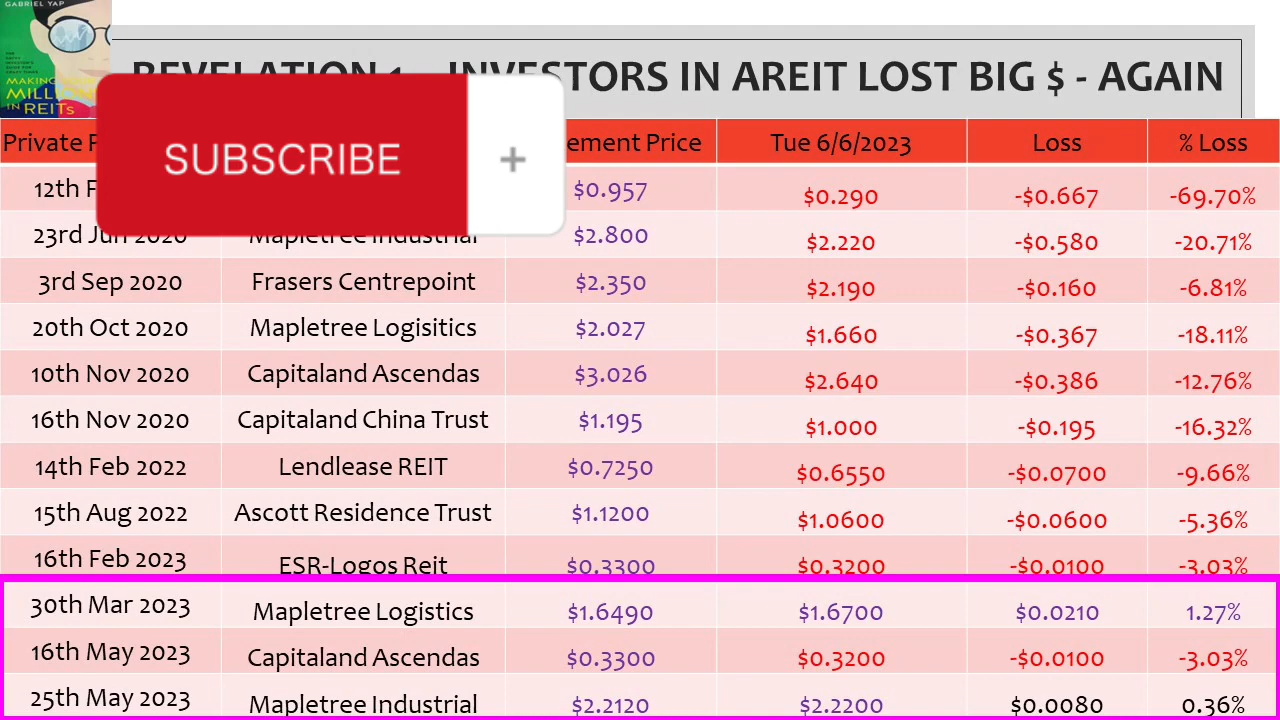 GABRIEL YAP
MAKING
MILLI
IN REITs
REVELATION 1 - INVESTORS IN AREIT LOST BIG $ - AGAIN
SUBSCRIBE +
Private ement Price Tue 6/6/2023 Loss % Loss
12th $0.957 $0.290 -$0.667 -69.70%
23rd Jun 2020 Mapletree Industrial $2.800 $2.220 -$0.580 -20.71%
3rd Sep 2020 Frasers Centrepoint $2.350 $2.190 -$0.160 -6.81%
20th Oct 2020 Mapletree Logisitics $2.027 $1.660 -$0.367 -18.11%
10th Nov 2020 Capitaland Ascendas $3.026 $2.640 -$0.386 -12.76%
16th Nov 2020 Capitaland China Trust $1.195 $1.000 -$0.195 -16.32%
14th Feb 2022 Lendlease REIT $0.7250 $0.6550 -$0.0700 -9.66%
15th Aug 2022 Ascott Residence Trust $1.1200 $1.0600 -$0.0600 -5.36%
16th Feb 2023 ESR-Logos Reit $0.3300 $0.3200 -$0.0100 -3.03%
30th Mar 2023 Mapletree Logistics $1.6490 $1.6700 $0.0210 1.27%
16th May 2023 Capitaland Ascendas $0.3300 $0.3200 -$0.0100 -3.03%
25th May 2023 Mapletree Industrial $2.2120 $2.2200 $0.0080 0.36%